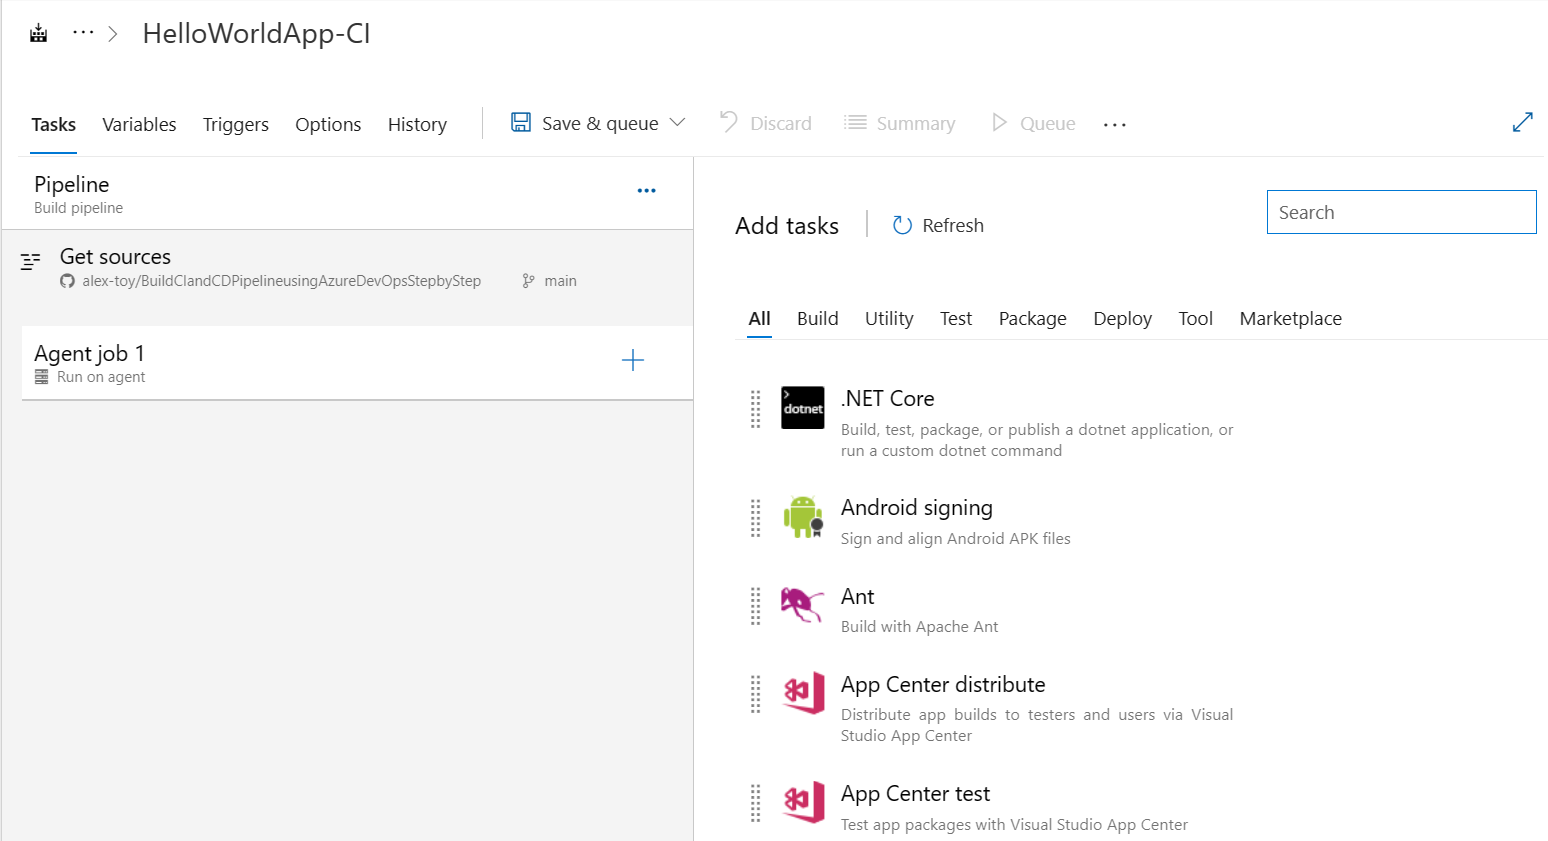 HelloWorldApp-CI
Tasks Variables Triggers Options History Save & queue Discard Summary Queue
Pipeline
Build pipeline
Get sources
alex-toy/BuildCIandCDPipelineusingAzureDevOpsStepbyStep main
Agent job 1
Run on agent
Add tasks Refresh Search
All Build Utility Test Package Deploy Tool Marketplace
dotnet
.NET Core
Build, test, package, or publish a dotnet application, or
run a custom dotnet command
Android signing
Sign and align Android APK files
Ant
Build with Apache Ant
App Center distribute
Distribute app builds to testers and users via Visual
Studio App Center
App Center test
Test app packages with Visual Studio App Center